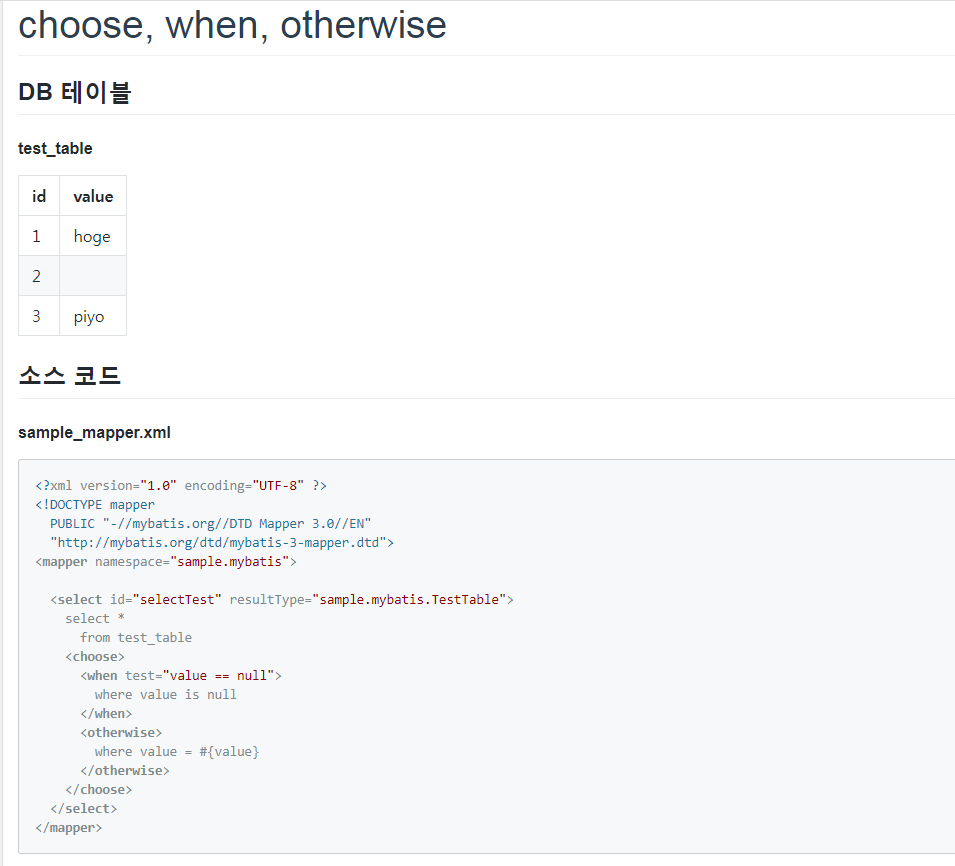 choose, when, otherwise
DB 테이블
test_table
id value
1 hoge
2
3 piyo
소스 코드
sample_mapper.xml
<?xml version="1.0" encoding="UTF-8" ?>
<!DOCTYPE mapper
  PUBLIC "-//mybatis.org//DTD Mapper 3.0//EN"
  "http://mybatis.org/dtd/mybatis-3-mapper.dtd">
<mapper namespace="sample.mybatis">
  <select id="selectTest" resultType="sample.mybatis.TestTable">
    select *
      from test_table
    <choose>
      <when test="value == null">
        where value is null
      </when>
      <otherwise>
        where value = #{value}
      </otherwise>
    </choose>
  </select>
</mapper>